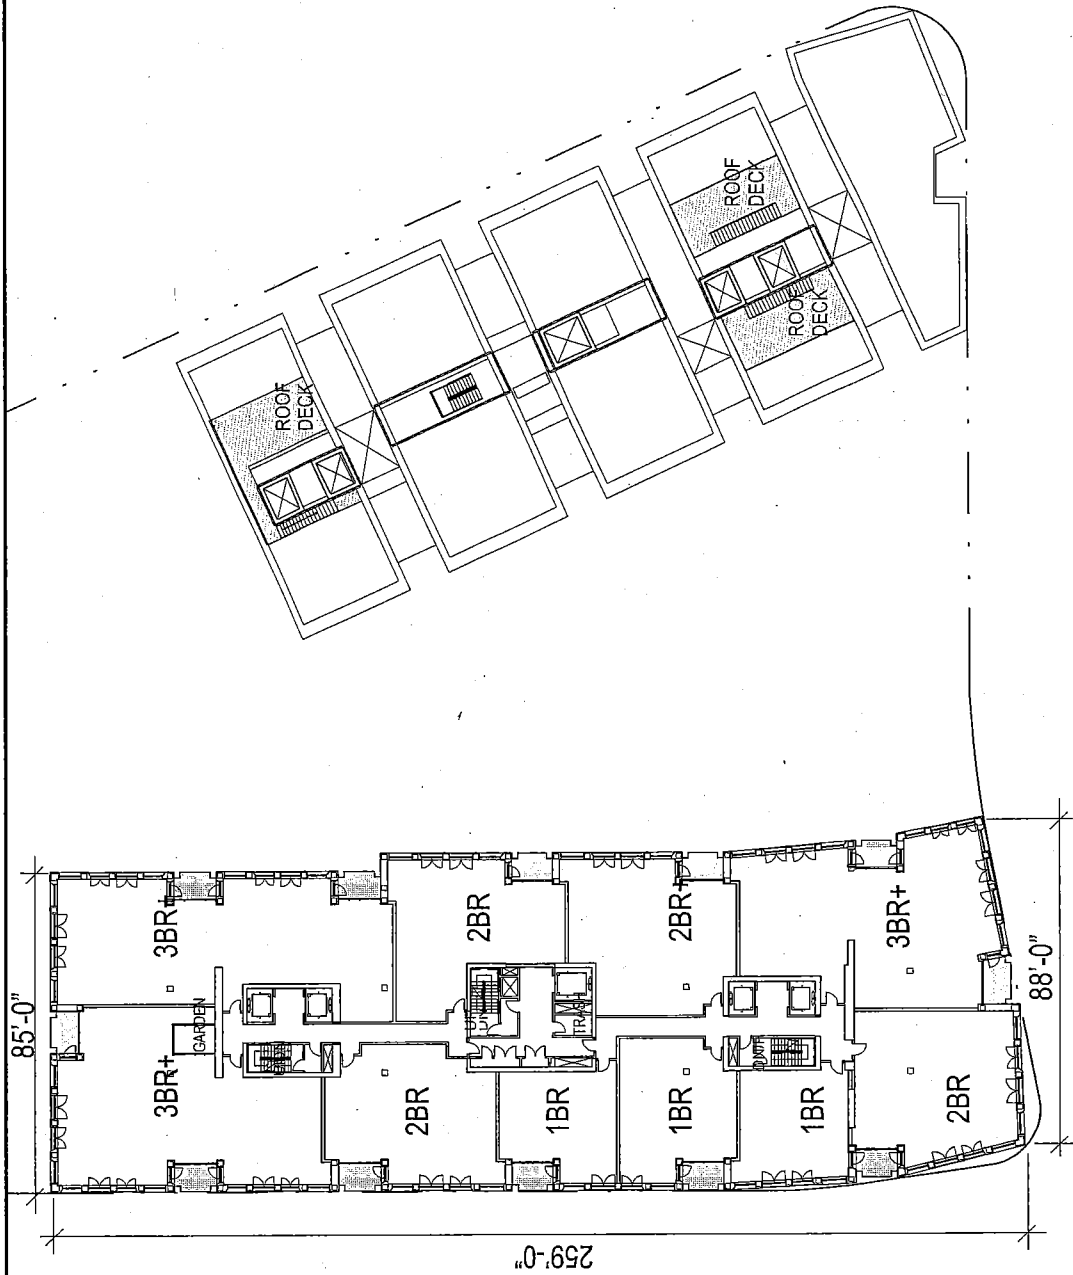 ROOF
DECK
ROOF
DECK
ROOF
DECK
85'-0"
3BR+
2BR
2BR+
3BR+
88'-0"
GARDEN
TRASH
3BR+
2BR
1BR
1BR
1BR
2BR
259'-0"